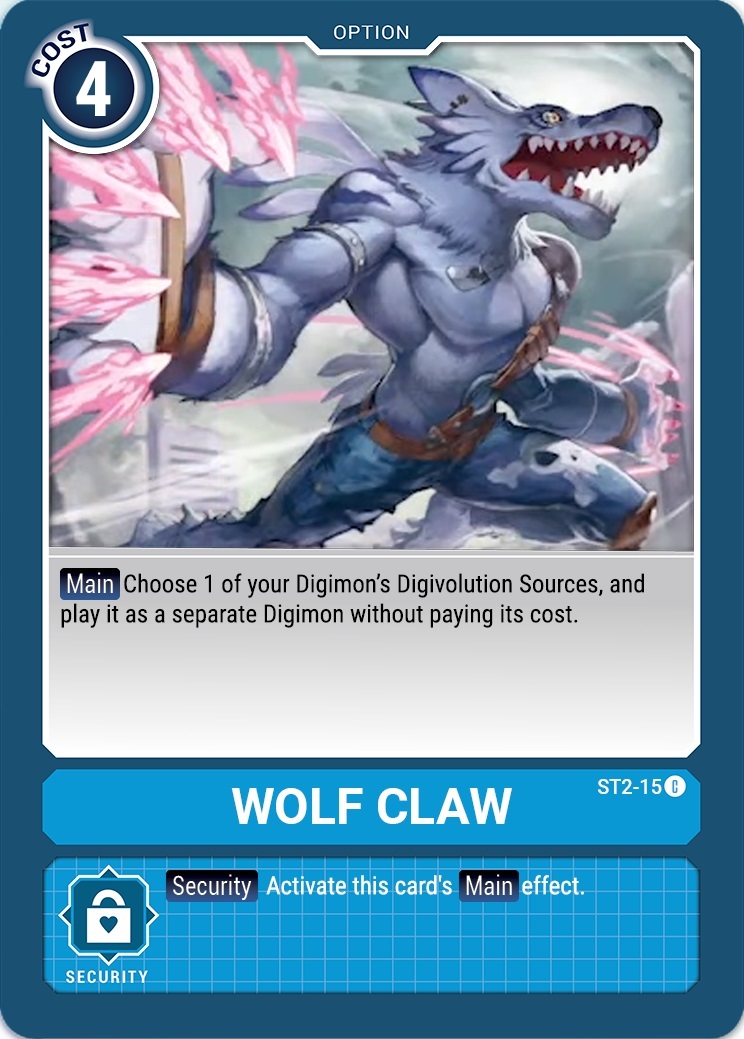 OPTION
COST
4
Main Choose 1 of your Digimon's Digivolution Sources, and
play it as a separate Digimon without paying its cost.
ST2-15 C
WOLF CLAW
Security Activate this card's Main effect.
SECURITY